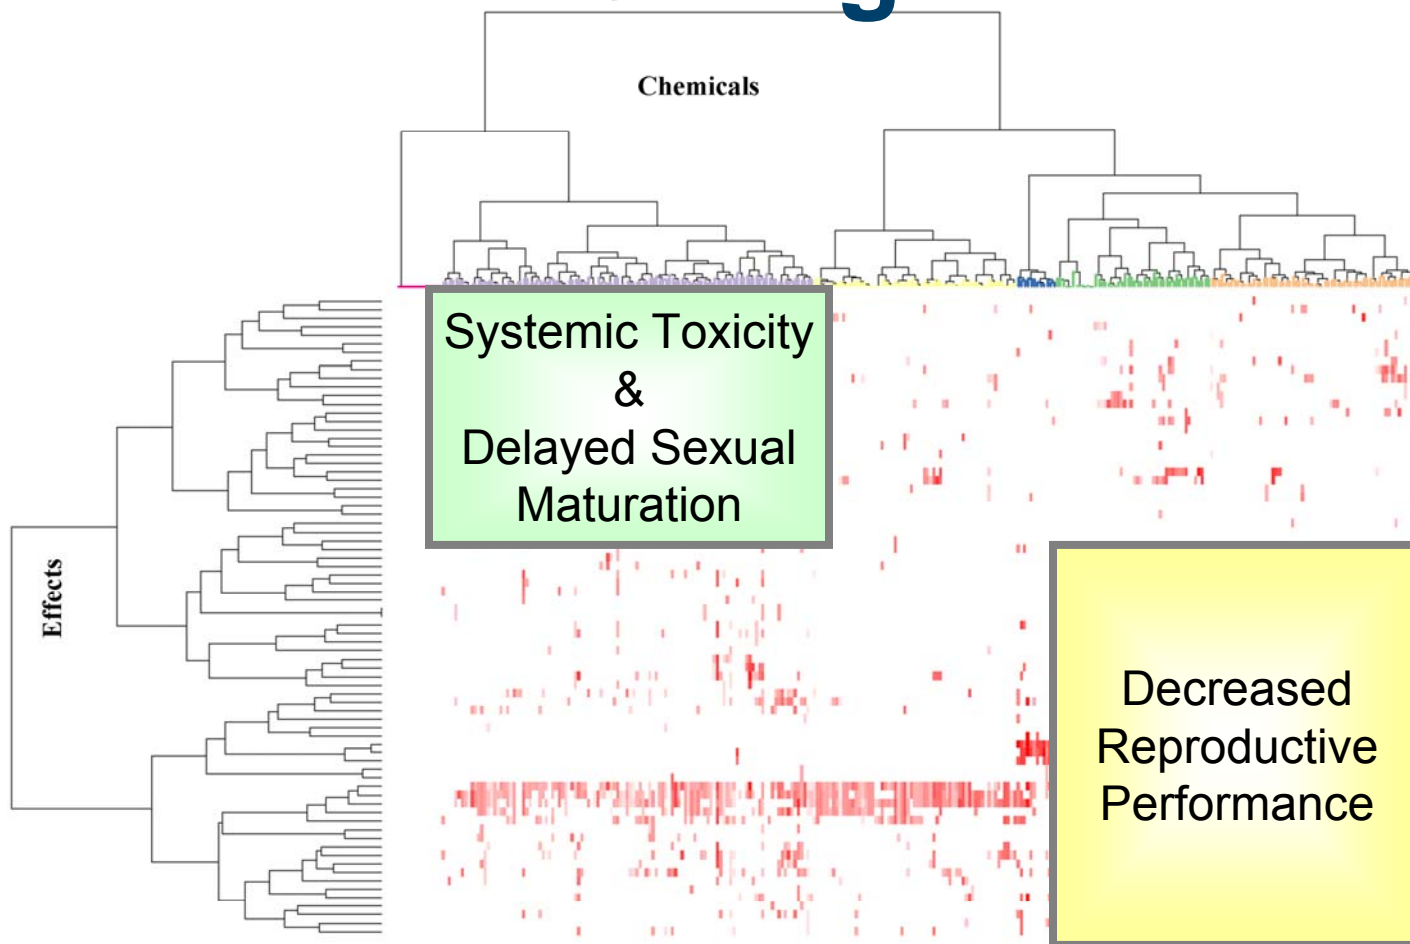 Chemicals
Systemic Toxicity
&
Delayed Sexual
Maturation
Effects
Decreased
Reproductive
Performance